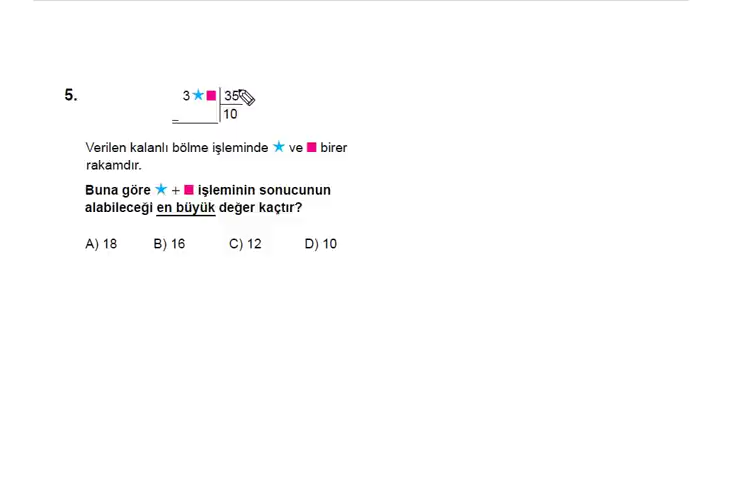 5.
3★■ 35
10
Verilen kalanlı bölme işleminde ★ ve ■ birer
rakamdır.
Buna göre ★ + ■ işleminin sonucunun
alabileceği en büyük değer kaçtır?
A) 18 B) 16 C) 12 D) 10